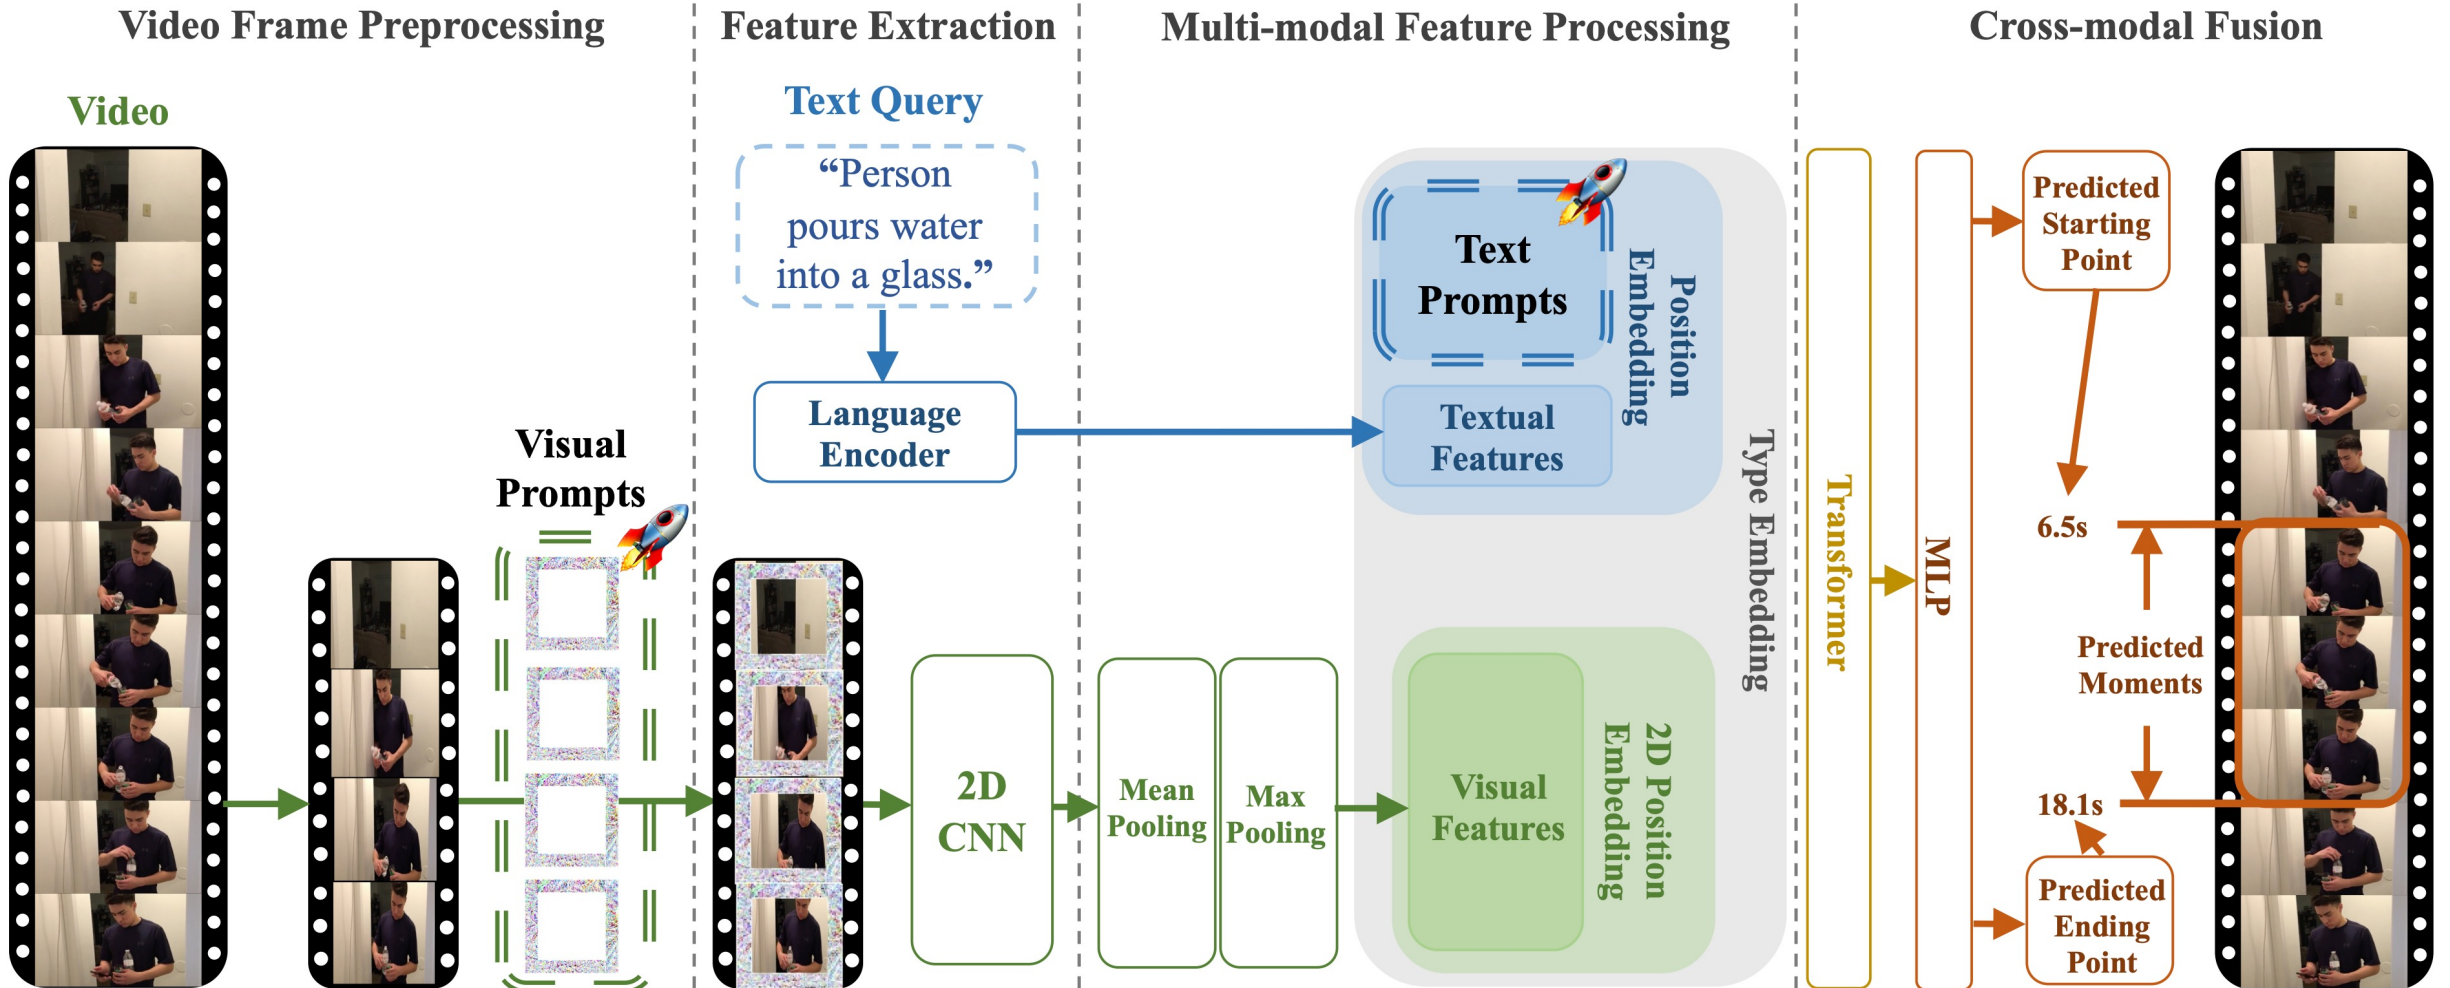 Video Frame Preprocessing
Feature Extraction
Multi-modal Feature Processing
Cross-modal Fusion
Video
Visual
Prompts
Text Query
“Person
pours water
into a glass.”
Language
Encoder
2D
CNN
Mean
Pooling
Max
Pooling
Text
Prompts
Position
Embedding
Textual
Features
Visual
Features
2D Position
Embedding
Type Embedding
Transformer
MLP
Predicted
Starting
Point
6.5s
Predicted
Moments
18.1s
Predicted
Ending
Point